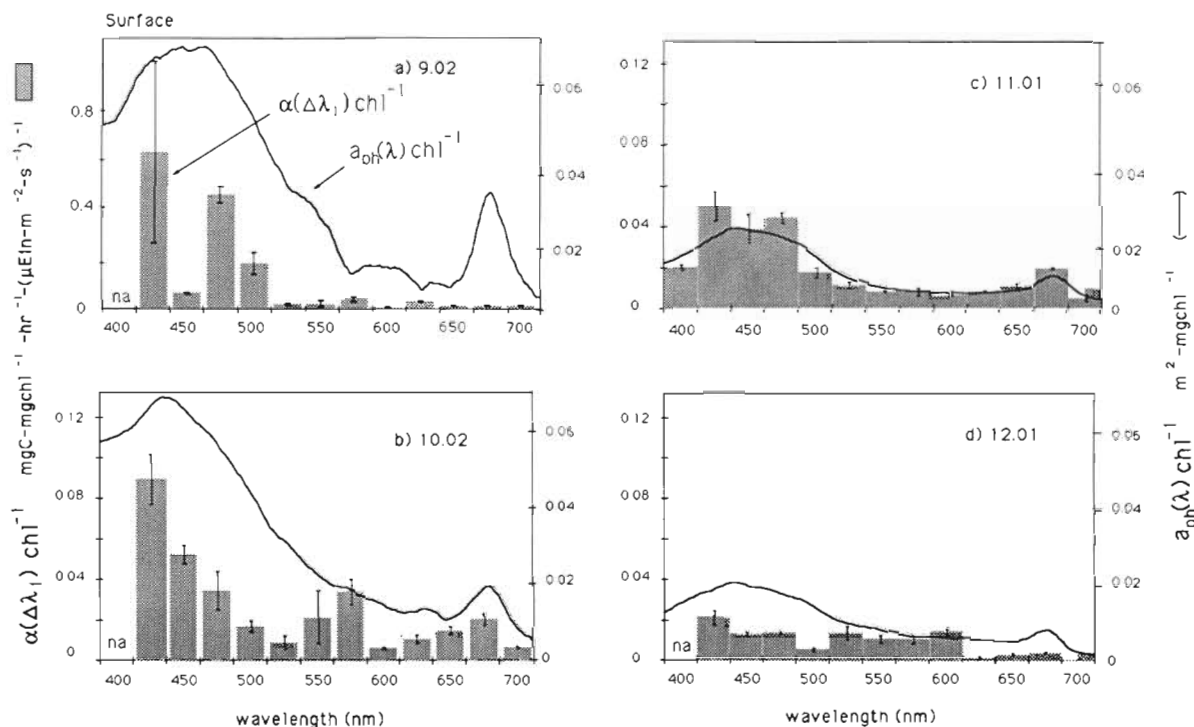 Surface
a) 9.02
α(Δλ₁) chl⁻¹
a_ph(λ) chl⁻¹
0.8
0.4
0
0.06
0.04
0.02
0
na
400 450 500 550 600 650 700
c) 11.01
0.12
0.08
0.04
0.01
0.06
0.04
0.02
0
400 450 500 550 600 650 700
b) 10.02
0.12
0.08
0.04
0
0.06
0.04
0.02
0
na
400 450 500 550 600 650 700
wavelength (nm)
d) 12.01
0.12
0.08
0.04
0
0.06
0.04
0.02
0
na
400 450 500 550 600 650 700
wavelength (nm)
α(Δλ₁) chl⁻¹ mgC-mgchl⁻¹-hr⁻¹-(μEin-m⁻²-s⁻¹)⁻¹
a_ph(λ) chl⁻¹ m²-mgchl⁻¹ (—)